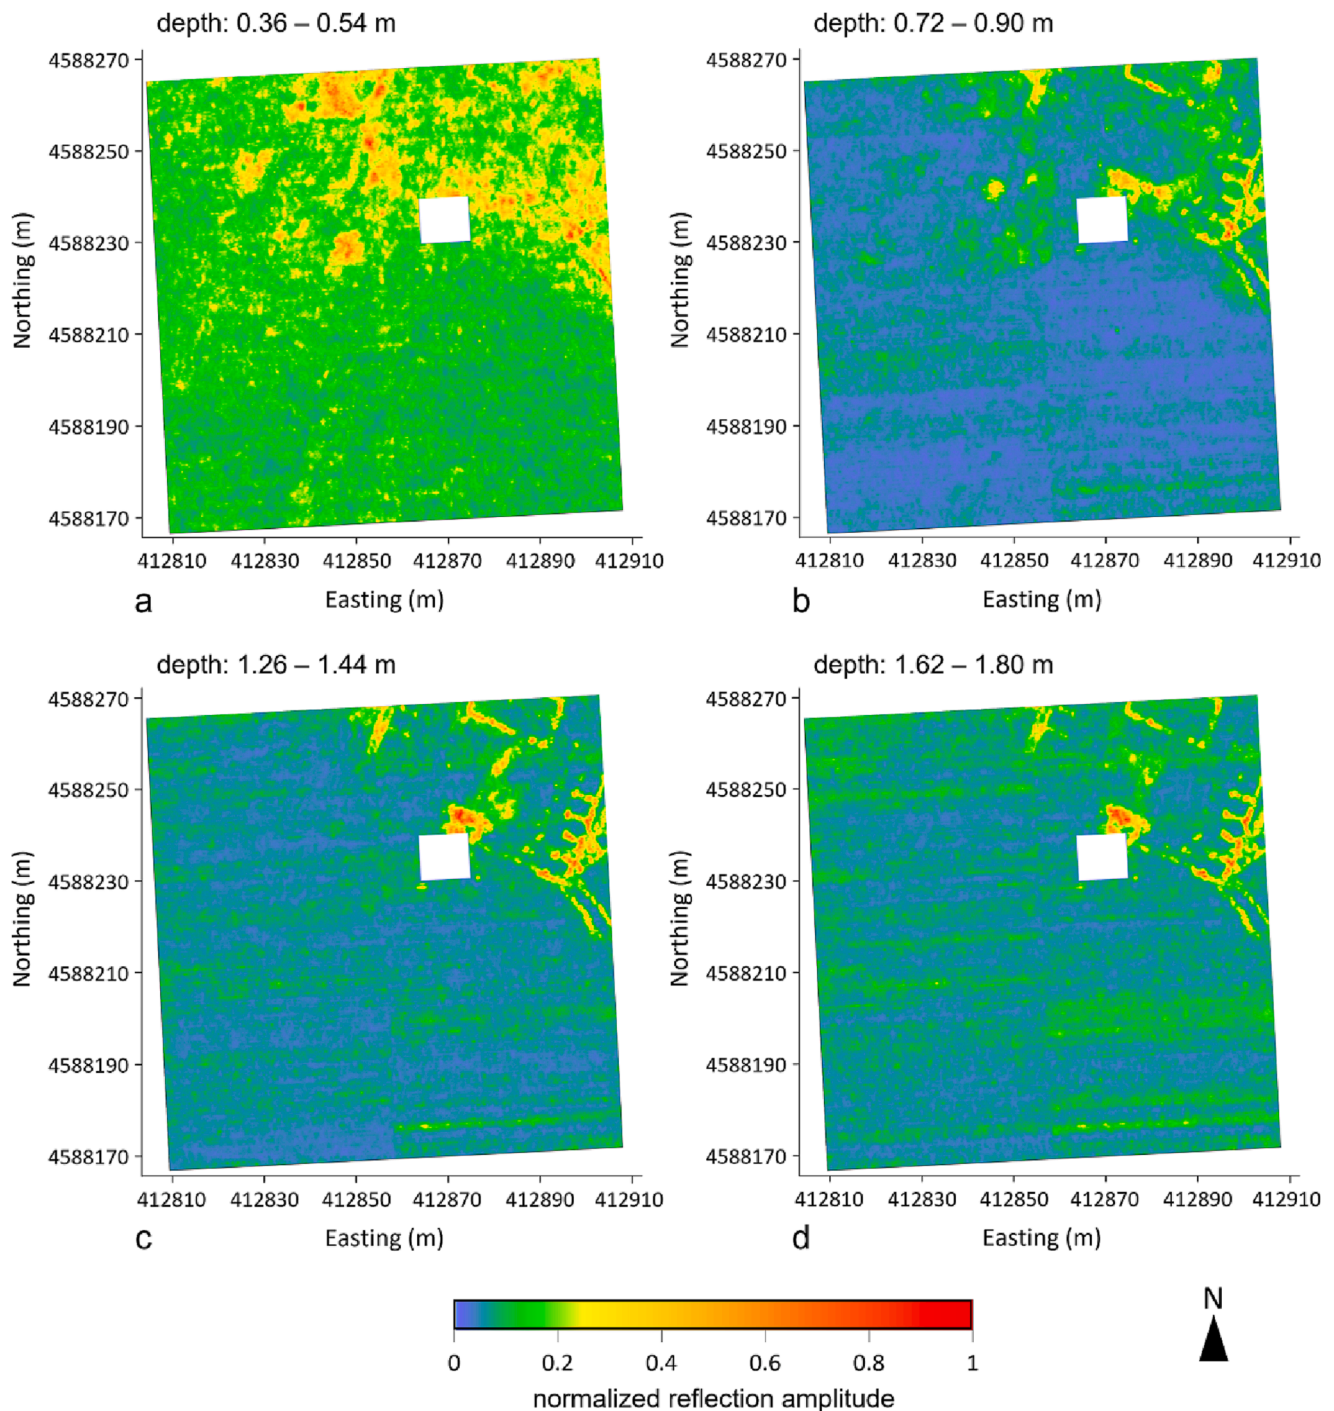 depth: 0.36 – 0.54 m
4588270
4588250
4588230
4588210
4588190
4588170
Northing (m)
412810 412830 412850 412870 412890 412910
Easting (m)
a
depth: 0.72 – 0.90 m
4588270
4588250
4588230
4588210
4588190
4588170
Northing (m)
412810 412830 412850 412870 412890 412910
Easting (m)
b
depth: 1.26 – 1.44 m
4588270
4588250
4588230
4588210
4588190
4588170
Northing (m)
412810 412830 412850 412870 412890 412910
Easting (m)
c
depth: 1.62 – 1.80 m
4588270
4588250
4588230
4588210
4588190
4588170
Northing (m)
412810 412830 412850 412870 412890 412910
Easting (m)
d
0 0.2 0.4 0.6 0.8 1
normalized reflection amplitude
N